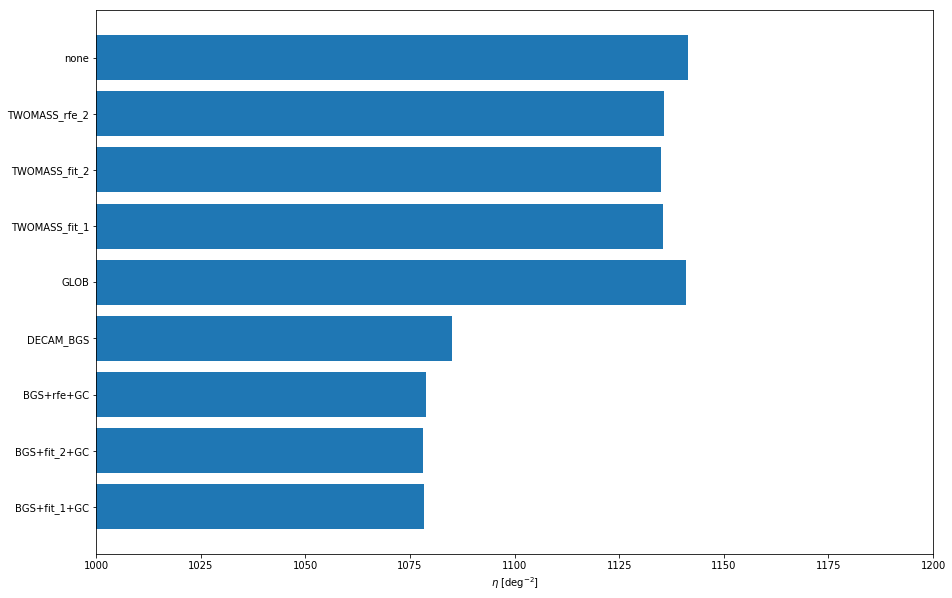 none
TWOMASS_rfe_2
TWOMASS_fit_2
TWOMASS_fit_1
GLOB
DECAM_BGS
BGS+rfe+GC
BGS+fit_2+GC
BGS+fit_1+GC
1000 1025 1050 1075 1100 1125 1150 1175 1200
η [deg⁻²]